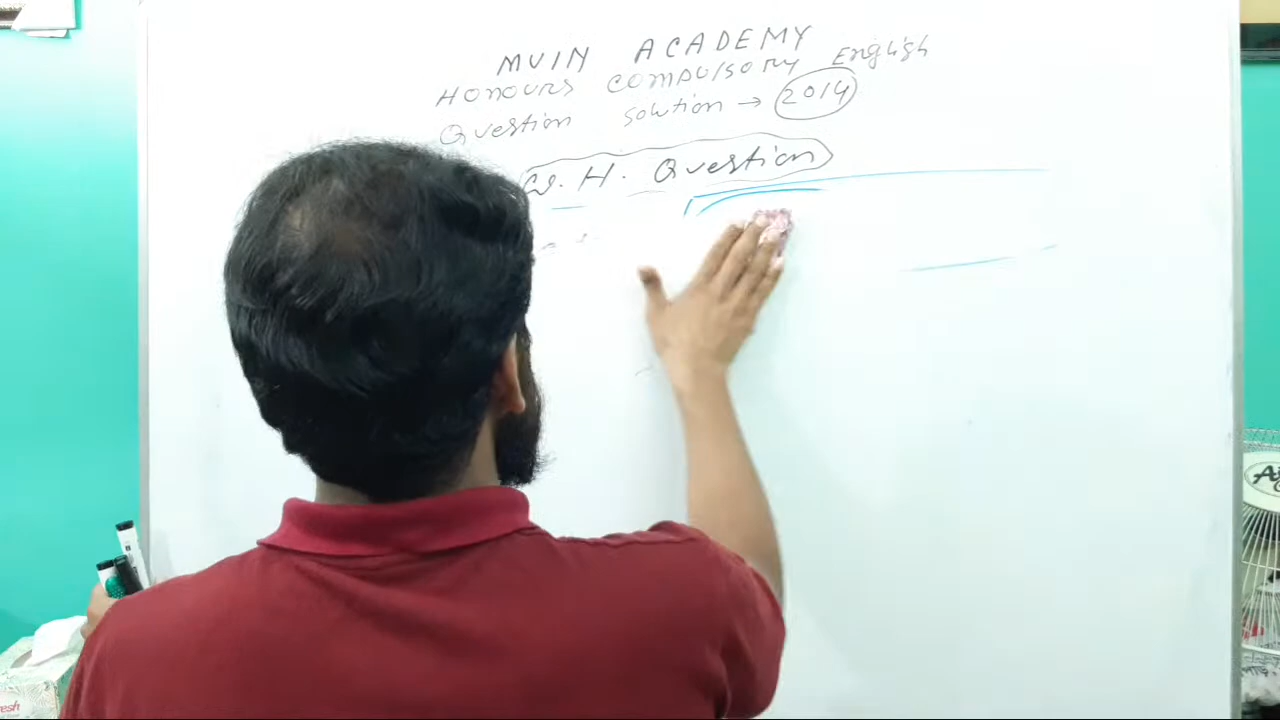 MUIN ACADEMY
Honours compulsory English
Question solution → 2014
W. H. Question